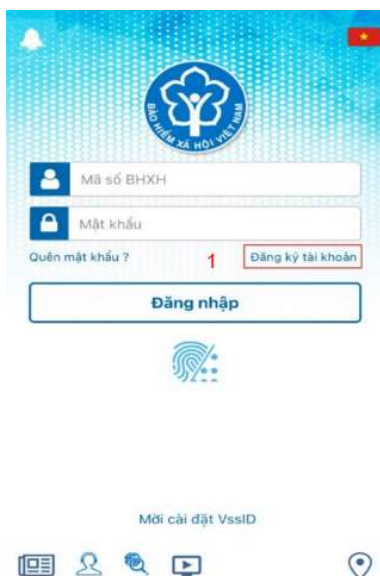 BẢO HIỂM XÃ HỘI VIỆT NAM
Mã số BHXH
Mật khẩu
Quên mật khẩu ?
1
Đăng ký tài khoản
Đăng nhập
Mời cài đặt VssID